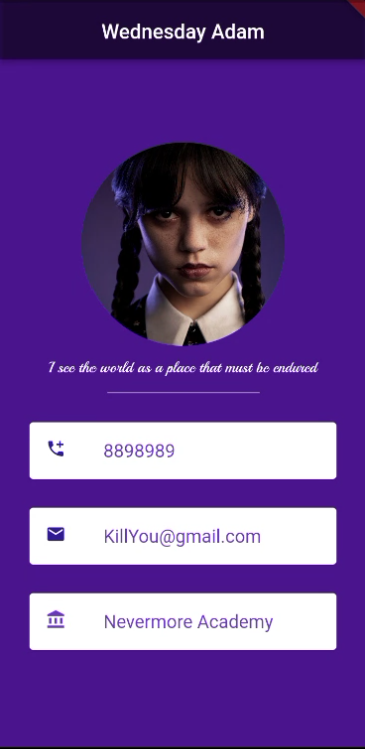 Wednesday Adam
I see the world as a place that must be endured
8898989
KillYou@gmail.com
Nevermore Academy